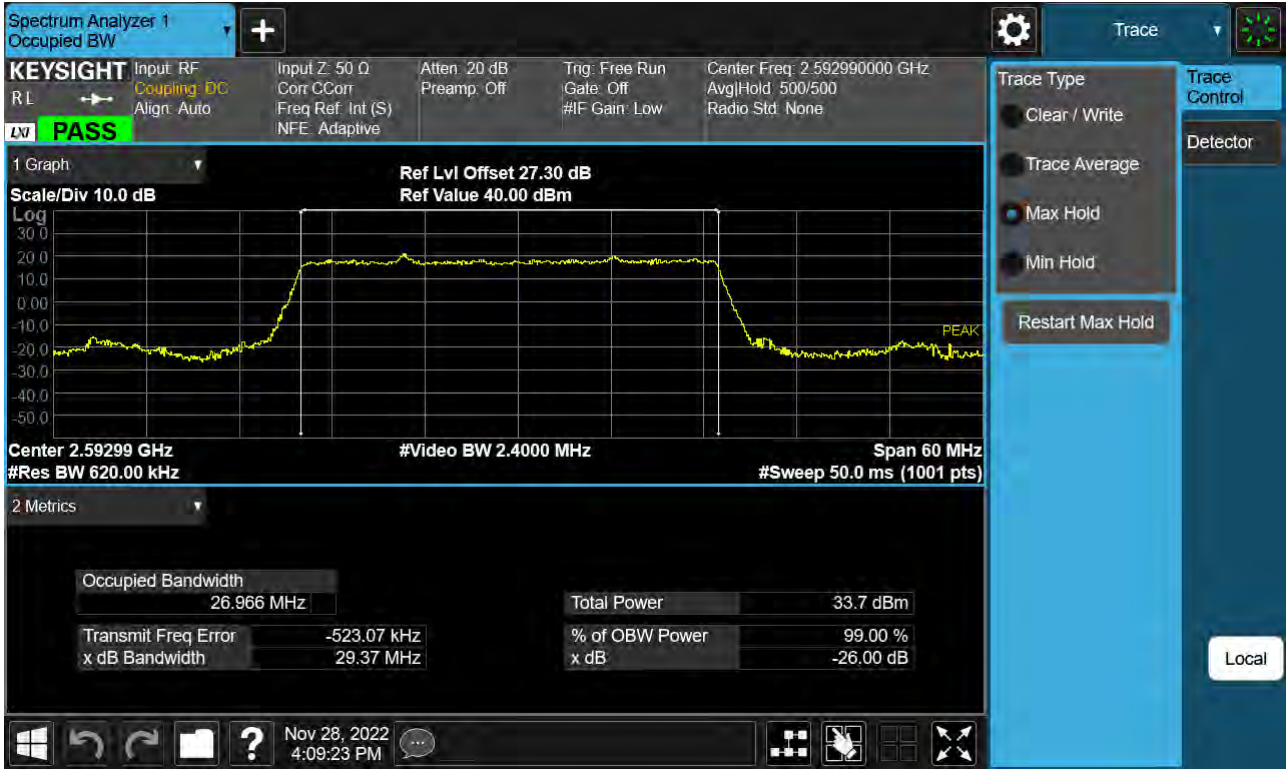 Spectrum Analyzer 1
Occupied BW
+
Trace
KEYSIGHT
RL
LXI
PASS
Input: RF
Coupling: DC
Align: Auto
Input Z: 50 Ω
Corr CCorr
Freq Ref: Int (S)
NFE: Adaptive
Atten: 20 dB
Preamp: Off
Trig: Free Run
Gate: Off
#IF Gain: Low
Center Freq: 2.592990000 GHz
Avg|Hold: 500/500
Radio Std: None
Trace Type
Clear / Write
Trace Average
Max Hold
Min Hold
Restart Max Hold
Trace
Control
Detector
1 Graph
Scale/Div 10.0 dB
Ref Lvl Offset 27.30 dB
Ref Value 40.00 dBm
Log
30.0
20.0
10.0
0.00
-10.0
-20.0
-30.0
-40.0
-50.0
PEAK
Center 2.59299 GHz
#Video BW 2.4000 MHz
Span 60 MHz
#Res BW 620.00 kHz
#Sweep 50.0 ms (1001 pts)
2 Metrics
Occupied Bandwidth
26.966 MHz
Total Power 33.7 dBm
Transmit Freq Error -523.07 kHz
% of OBW Power 99.00 %
x dB Bandwidth 29.37 MHz
x dB -26.00 dB
Local
?
Nov 28, 2022
4:09:23 PM